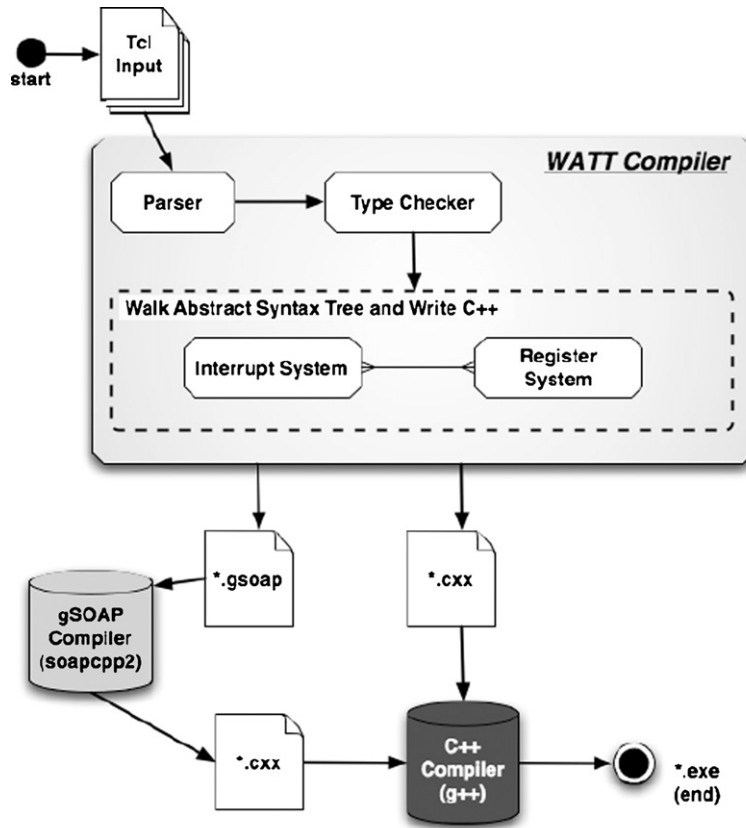 Tcl
Input
start
WATT Compiler
Parser
Type Checker
Walk Abstract Syntax Tree and Write C++
Interrupt System
Register
System
*.gsoap
*.cxx
gSOAP
Compiler
(soapcpp2)
*.cxx
C++
Compiler
(g++)
*.exe
(end)